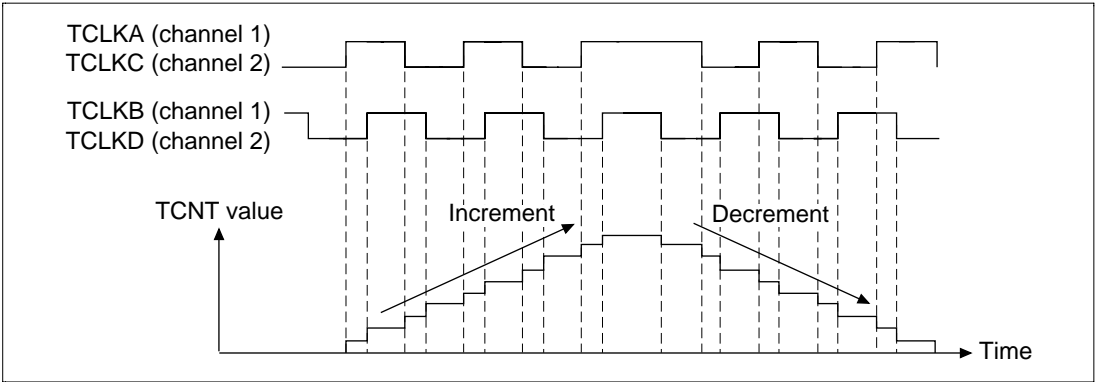 TCLKA (channel 1)
TCLKC (channel 2)
TCLKB (channel 1)
TCLKD (channel 2)
TCNT value
Increment
Decrement
Time